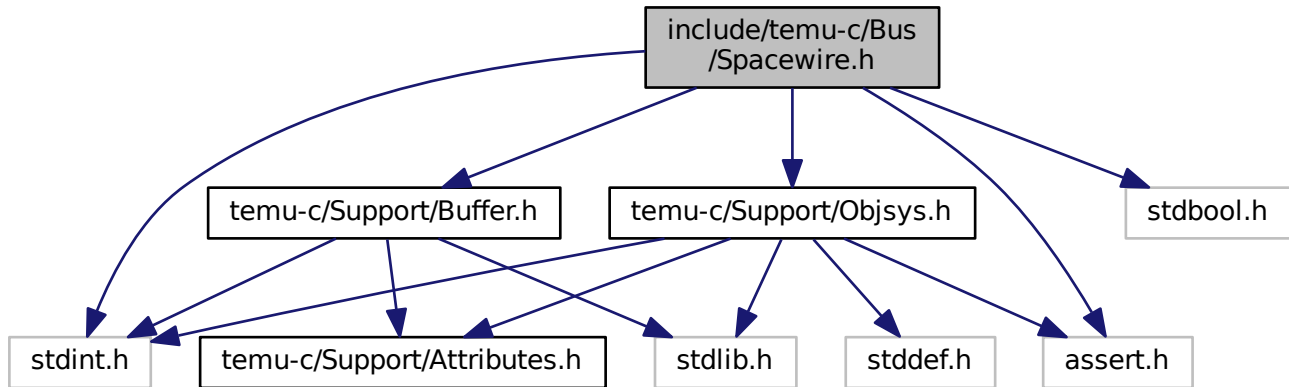 include/temu-c/Bus
/Spacewire.h
temu-c/Support/Buffer.h
temu-c/Support/Objsys.h
stdbool.h
stdint.h
temu-c/Support/Attributes.h
stdlib.h
stddef.h
assert.h